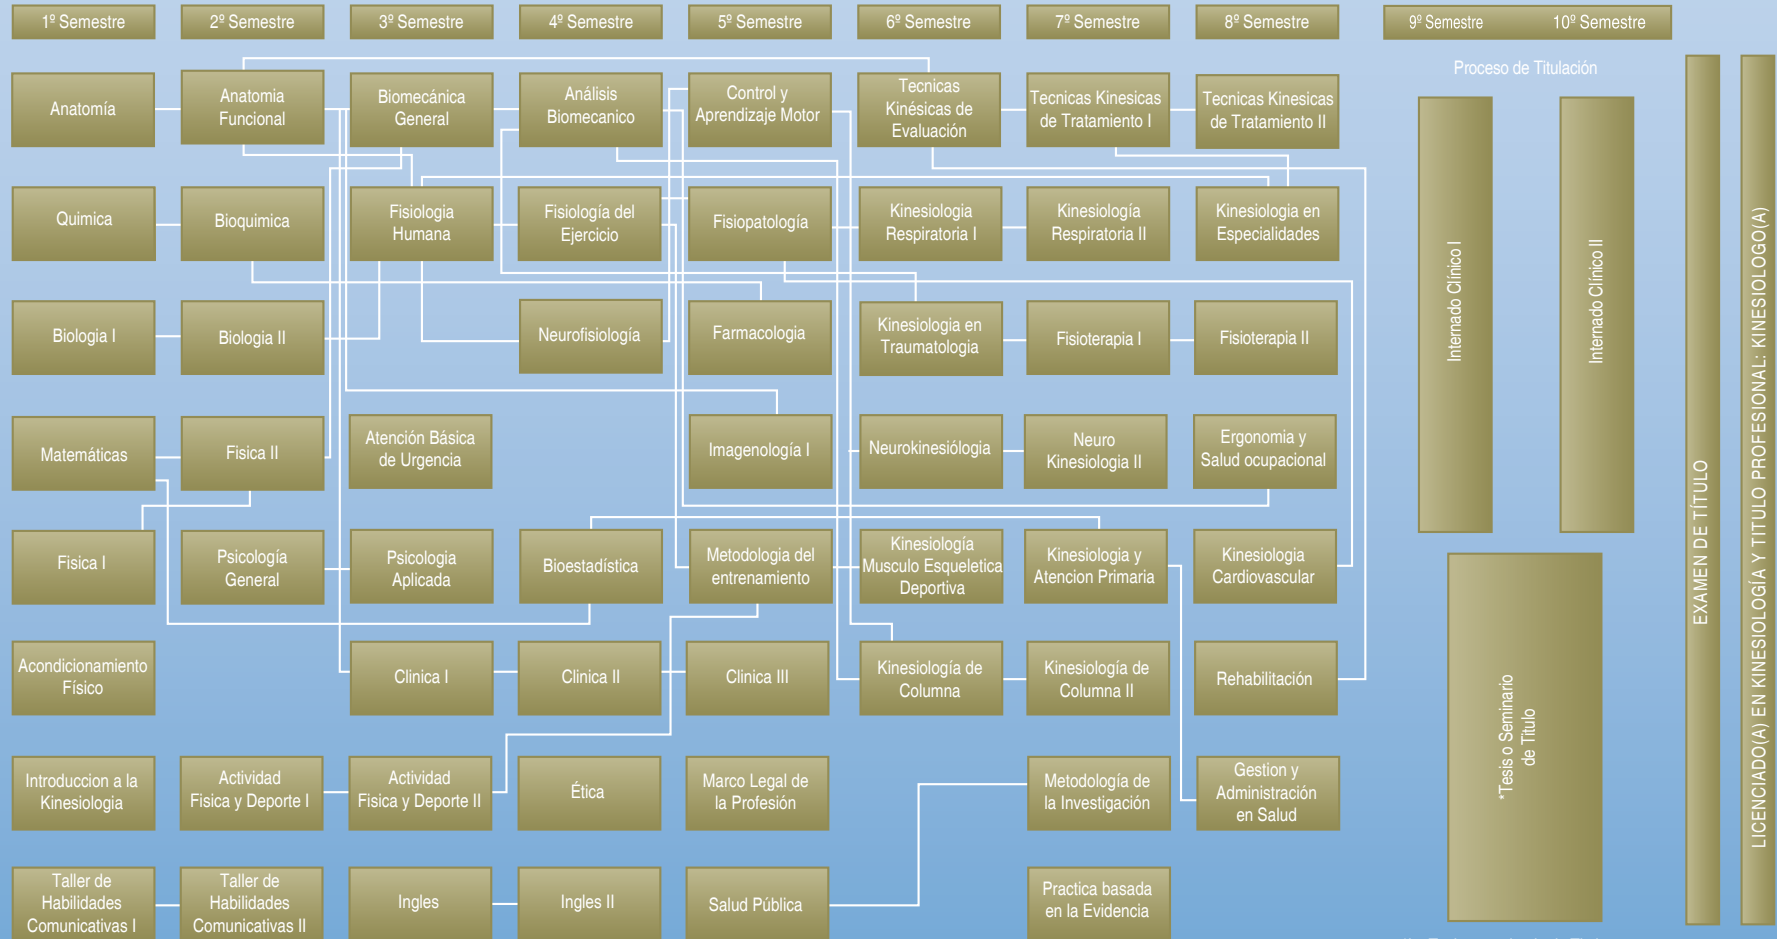 1º Semestre
2º Semestre
3º Semestre
4º Semestre
5º Semestre
6º Semestre
7º Semestre
8º Semestre
9º Semestre
10º Semestre
Proceso de Titulación
Anatomía
Anatomia
Funcional
Biomecánica
General
Análisis
Biomecanico
Control y
Aprendizaje Motor
Tecnicas
Kinésicas de
Evaluación
Tecnicas Kinesicas
de Tratamiento I
Tecnicas Kinesicas
de Tratamiento II
Quimica
Bioquimica
Fisiologia
Humana
Fisiología del
Ejercicio
Fisiopatología
Kinesiologia
Respiratoria I
Kinesiología
Respiratoria II
Kinesiologia en
Especialidades
Biologia I
Biologia II
Neurofisiología
Farmacologia
Kinesiologia en
Traumatologia
Fisioterapia I
Fisioterapia II
Matemáticas
Fisica II
Atención Básica
de Urgencia
Imagenología I
Neurokinesiólogia
Neuro
Kinesiologia II
Ergonomia y
Salud ocupacional
Fisica I
Psicología
General
Psicologia
Aplicada
Bioestadística
Metodologia del
entrenamiento
Kinesiología
Musculo Esqueletica
Deportiva
Kinesiologia y
Atencion Primaria
Kinesiologia
Cardiovascular
Acondicionamiento
Físico
Clinica I
Clinica II
Clinica III
Kinesiología de
Columna
Kinesiología de
Columna II
Rehabilitación
Introduccion a la
Kinesiologia
Actividad
Fisica y Deporte I
Actividad
Fisica y Deporte II
Ética
Marco Legal de
la Profesión
Metodología de
la Investigación
Gestion y
Administración
en Salud
Taller de
Habilidades
Comunicativas I
Taller de
Habilidades
Comunicativas II
Ingles
Ingles II
Salud Pública
Practica basada
en la Evidencia
Internado Clínico I
Internado Clínico II
*Tesis o Seminario
de Titulo
EXAMEN DE TÍTULO
LICENCIADO(A) EN KINESIOLOGÍA Y TITULO PROFESIONAL: KINESIOLOGO(A)